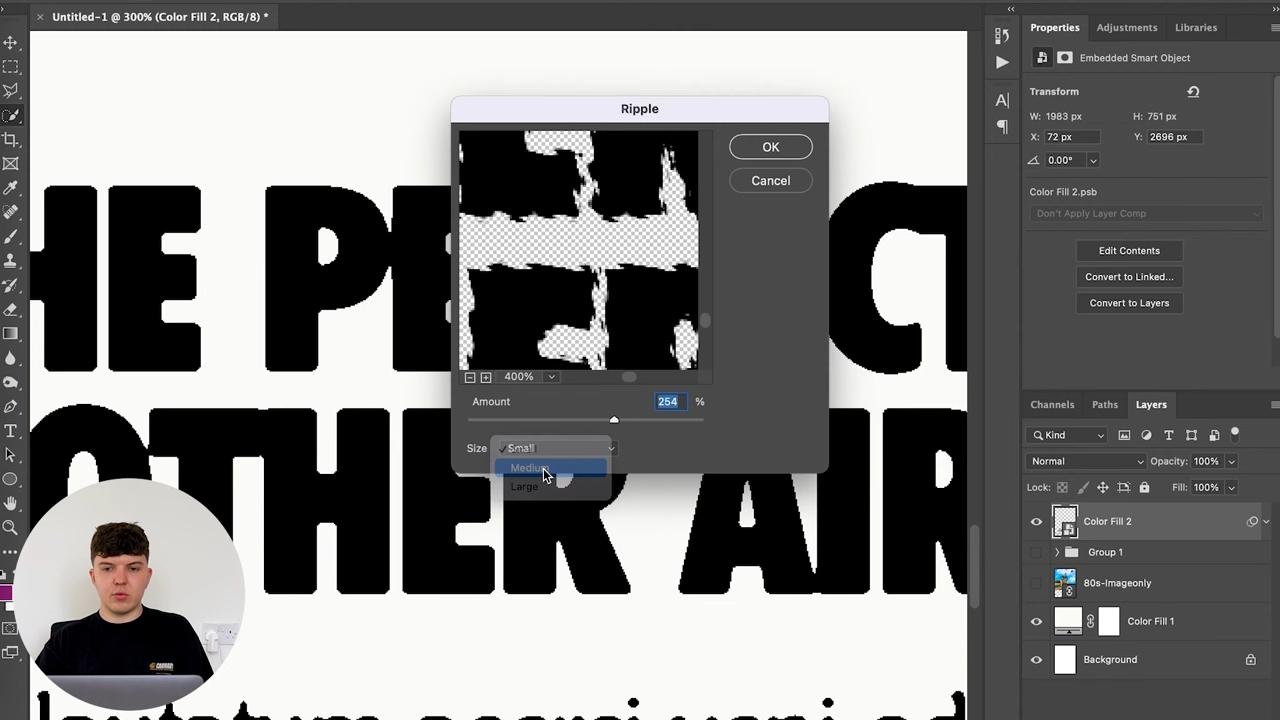 Untitled-1 @ 300% (Color Fill 2, RGB/8) *
Properties
Adjustments
Libraries
Embedded Smart Object
Transform
W: 1983 px
H: 751 px
X: 72 px
Y: 2696 px
0.00°
Color Fill 2.psb
Don't Apply Layer Comp
Edit Contents
Convert to Linked...
Convert to Layers
Ripple
OK
Cancel
400%
Amount
254
%
Size
Small
Medium
Large
HE PE CT
OTHER AIR
Channels
Paths
Layers
Kind
Normal
Opacity: 100%
Lock:
Fill: 100%
Color Fill 2
Group 1
80s-Imageonly
Color Fill 1
Background